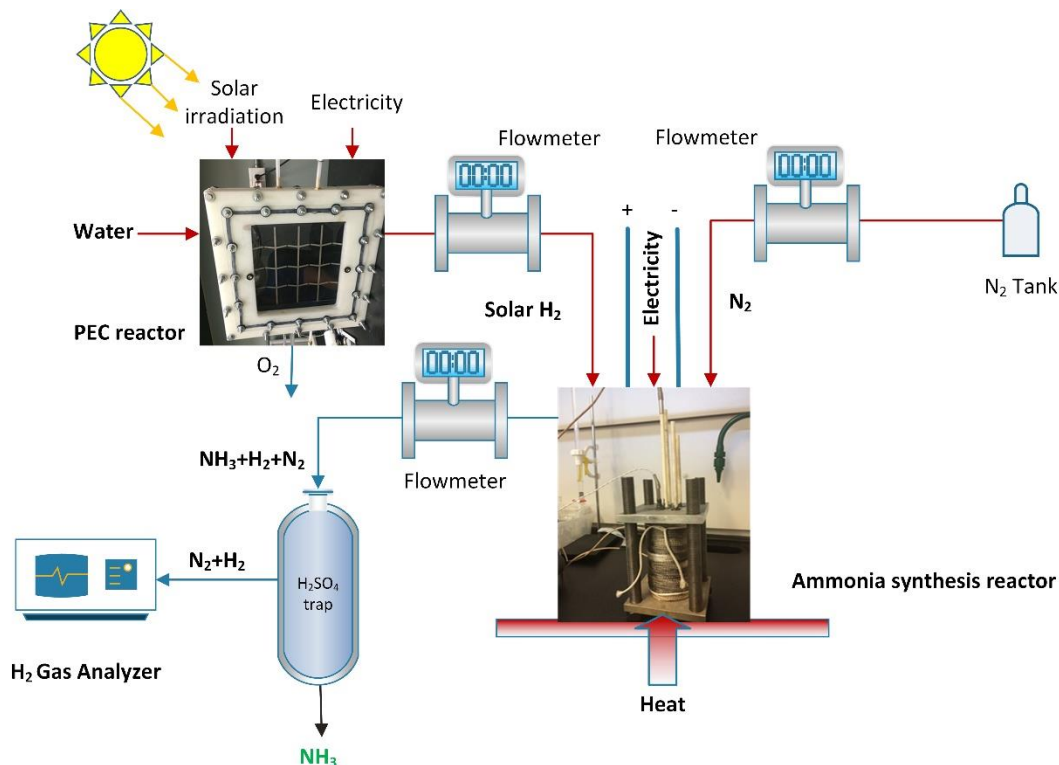 Solar
irradiation
Electricity
Flowmeter
00:00
Flowmeter
00:00
Water
PEC reactor
O₂
Solar H₂
+
-
Electricity
N₂
N₂ Tank
00:00
Flowmeter
NH₃+H₂+N₂
N₂+H₂
H₂SO₄
trap
H₂ Gas Analyzer
Ammonia synthesis reactor
Heat
NH₃